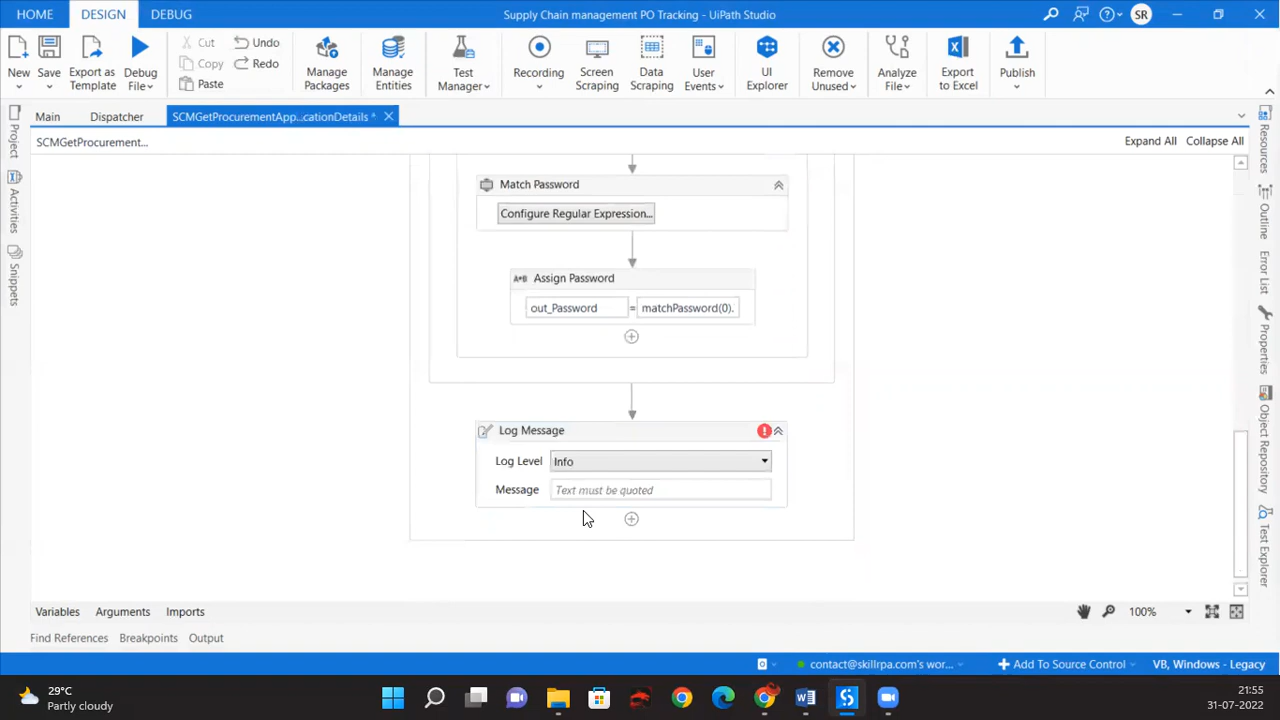 HOME DESIGN DEBUG Supply Chain management PO Tracking - UiPath Studio SR
New Save Export as Template Debug File Cut Copy Paste Undo Redo Manage Packages Manage Entities Test Manager Recording Screen Scraping Data Scraping User Events UI Explorer Remove Unused Analyze File Export to Excel Publish
Main Dispatcher SCMGetProcurementApp...cationDetails *
SCMGetProcurement... Expand All Collapse All
Project
Activities
Snippets
Match Password
Configure Regular Expression...
Assign Password
out_Password = matchPassword(0).
Log Message
Log Level Info
Message Text must be quoted
Resources
Outline
Error List
Properties
Object Repository
Test Explorer
Variables Arguments Imports 100%
Find References Breakpoints Output
contact@skillrpa.com's wor... Add To Source Control VB, Windows - Legacy
29°C
Partly cloudy
21:55
31-07-2022